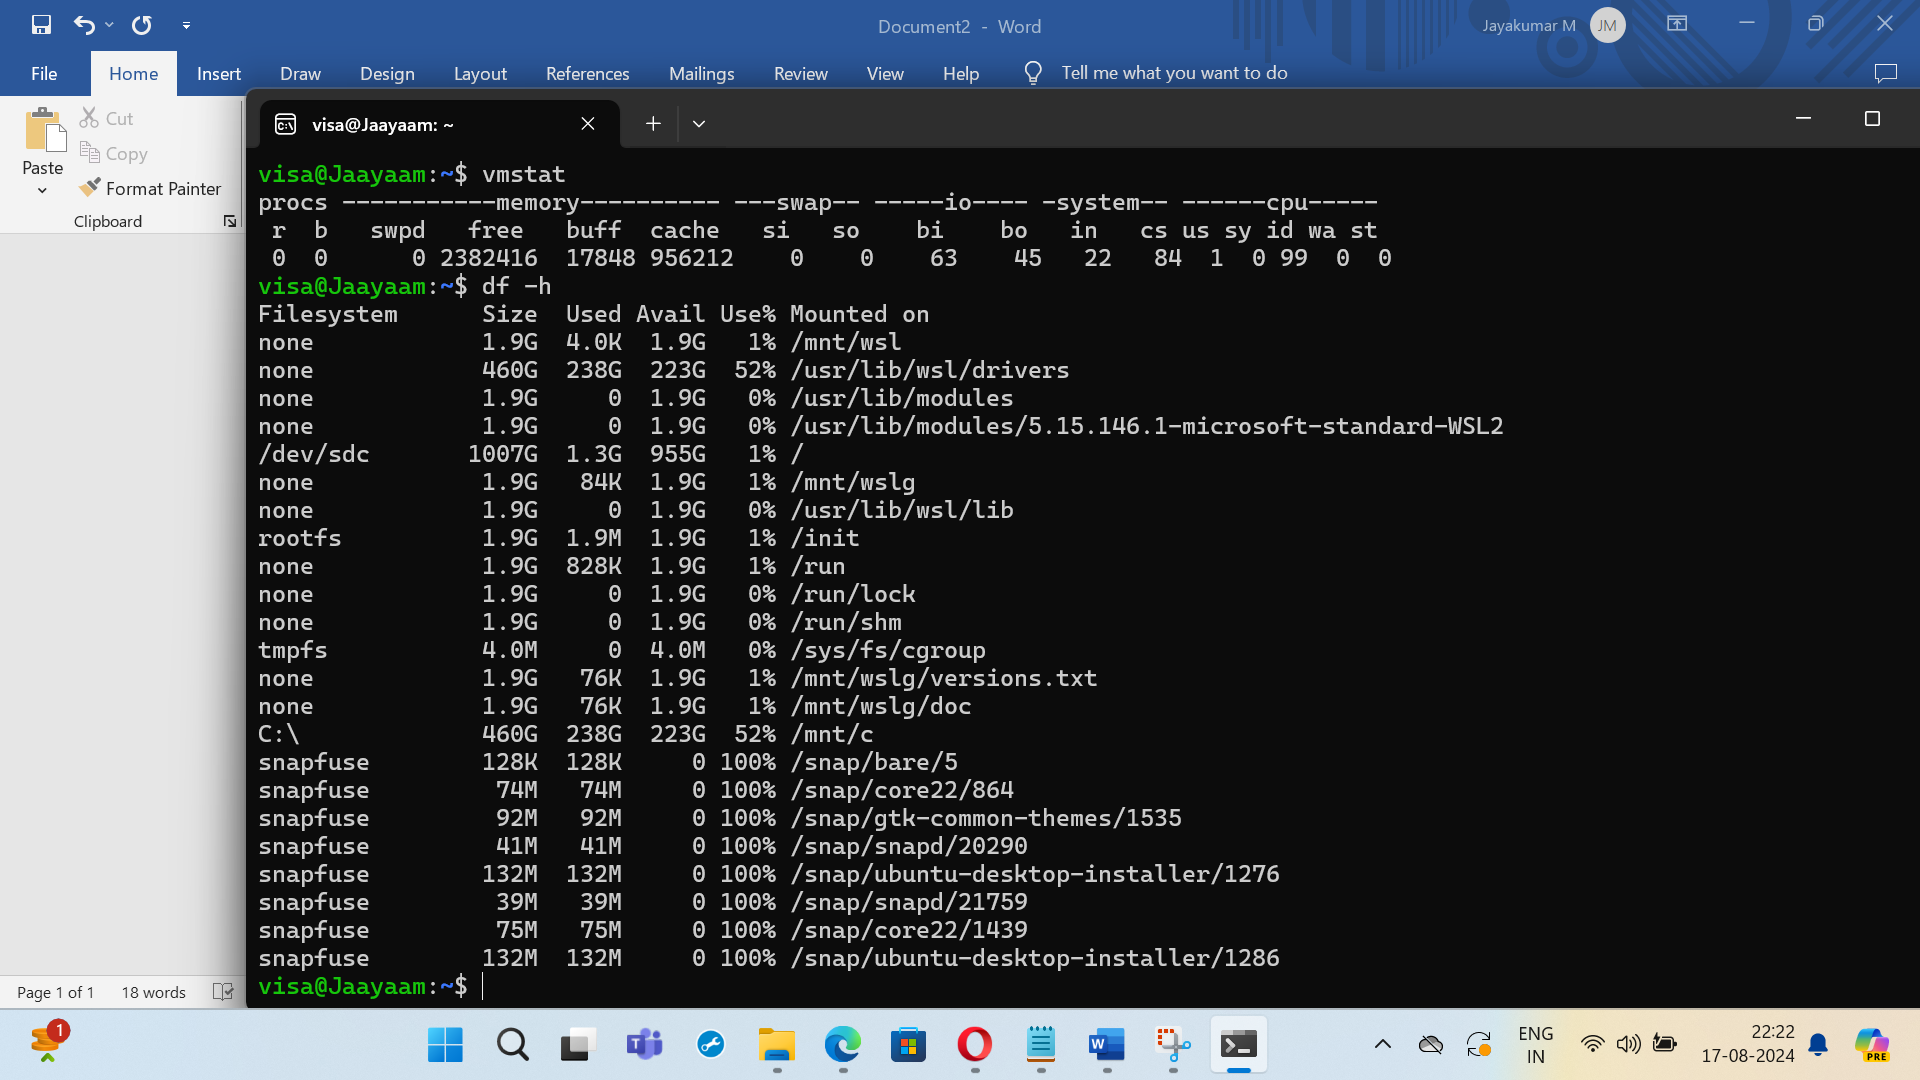 Document2 - Word
Jayakumar M
JM
File Home Insert Draw Design Layout References Mailings Review View Help Tell me what you want to do
Paste
Cut
Copy
Format Painter
Clipboard
visa@Jaayaam: ~
visa@Jaayaam:~$ vmstat
procs -----------memory---------- ---swap-- -----io---- -system-- ------cpu-----
 r  b   swpd   free   buff  cache   si   so    bi    bo   in   cs us sy id wa st
 0  0      0 2382416  17848 956212    0    0    63    45   22   84  1  0 99  0  0
visa@Jaayaam:~$ df -h
Filesystem      Size  Used Avail Use% Mounted on
none            1.9G  4.0K  1.9G   1% /mnt/wsl
none            460G  238G  223G  52% /usr/lib/wsl/drivers
none            1.9G     0  1.9G   0% /usr/lib/modules
none            1.9G     0  1.9G   0% /usr/lib/modules/5.15.146.1-microsoft-standard-WSL2
/dev/sdc       1007G  1.3G  955G   1% /
none            1.9G   84K  1.9G   1% /mnt/wslg
none            1.9G     0  1.9G   0% /usr/lib/wsl/lib
rootfs          1.9G  1.9M  1.9G   1% /init
none            1.9G  828K  1.9G   1% /run
none            1.9G     0  1.9G   0% /run/lock
none            1.9G     0  1.9G   0% /run/shm
tmpfs           4.0M     0  4.0M   0% /sys/fs/cgroup
none            1.9G   76K  1.9G   1% /mnt/wslg/versions.txt
none            1.9G   76K  1.9G   1% /mnt/wslg/doc
C:\             460G  238G  223G  52% /mnt/c
snapfuse        128K  128K     0 100% /snap/bare/5
snapfuse         74M   74M     0 100% /snap/core22/864
snapfuse         92M   92M     0 100% /snap/gtk-common-themes/1535
snapfuse         41M   41M     0 100% /snap/snapd/20290
snapfuse        132M  132M     0 100% /snap/ubuntu-desktop-installer/1276
snapfuse         39M   39M     0 100% /snap/snapd/21759
snapfuse         75M   75M     0 100% /snap/core22/1439
snapfuse        132M  132M     0 100% /snap/ubuntu-desktop-installer/1286
visa@Jaayaam:~$
Page 1 of 1 18 words
1
ENG
IN
22:22
17-08-2024
PRE